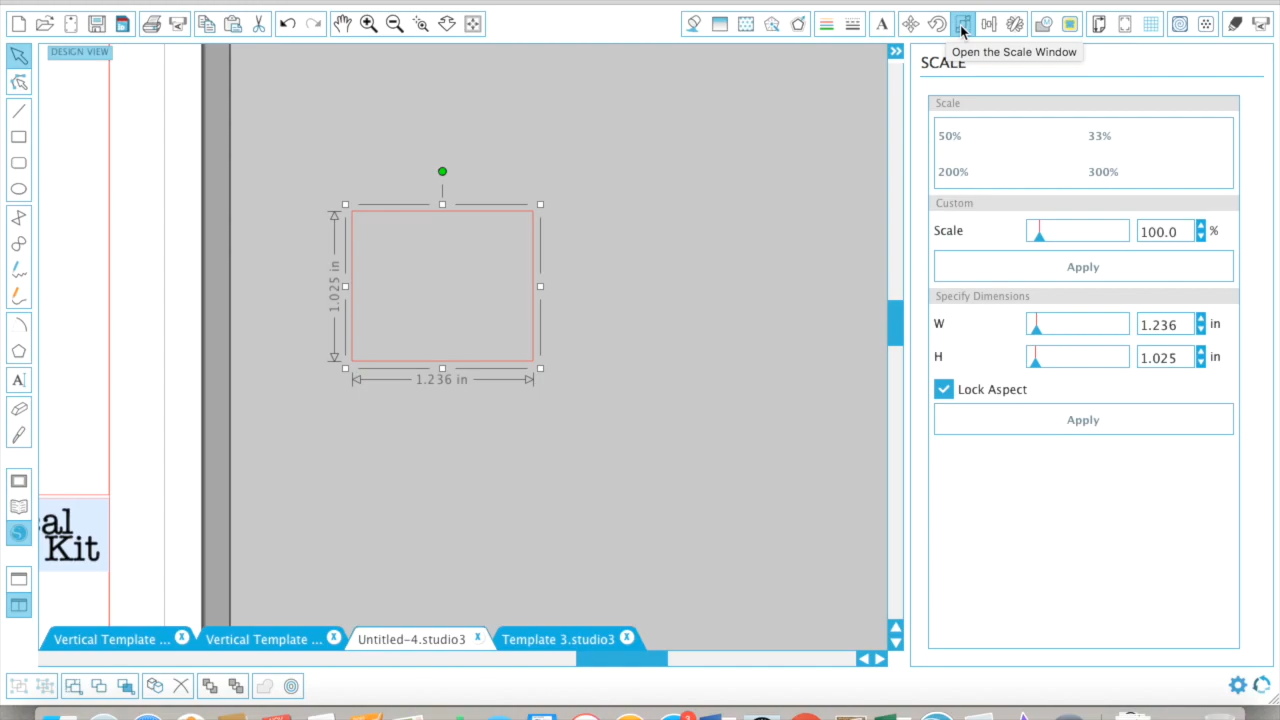 DESIGN VIEW
A
Open the Scale Window
SCALE
Scale
50% 33%
200% 300%
Custom
Scale 100.0 %
Apply
Specify Dimensions
W 1.236 in
H 1.025 in
Lock Aspect
Apply
1.025 in
1.236 in
A
al
Kit
Vertical Template ... x Vertical Template ... x Untitled-4.studio3 x Template 3.studio3 x